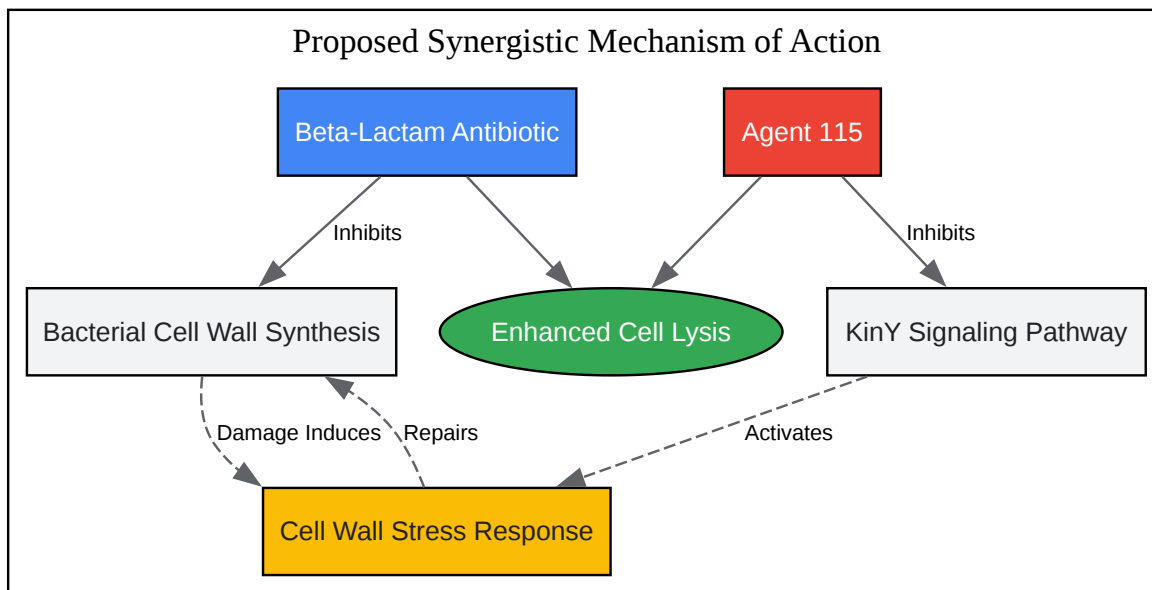 Proposed Synergistic Mechanism of Action
Beta-Lactam Antibiotic
Agent 115
Inhibits
Inhibits
Bacterial Cell Wall Synthesis
Enhanced Cell Lysis
KinY Signaling Pathway
Damage Induces
Repairs
Activates
Cell Wall Stress Response